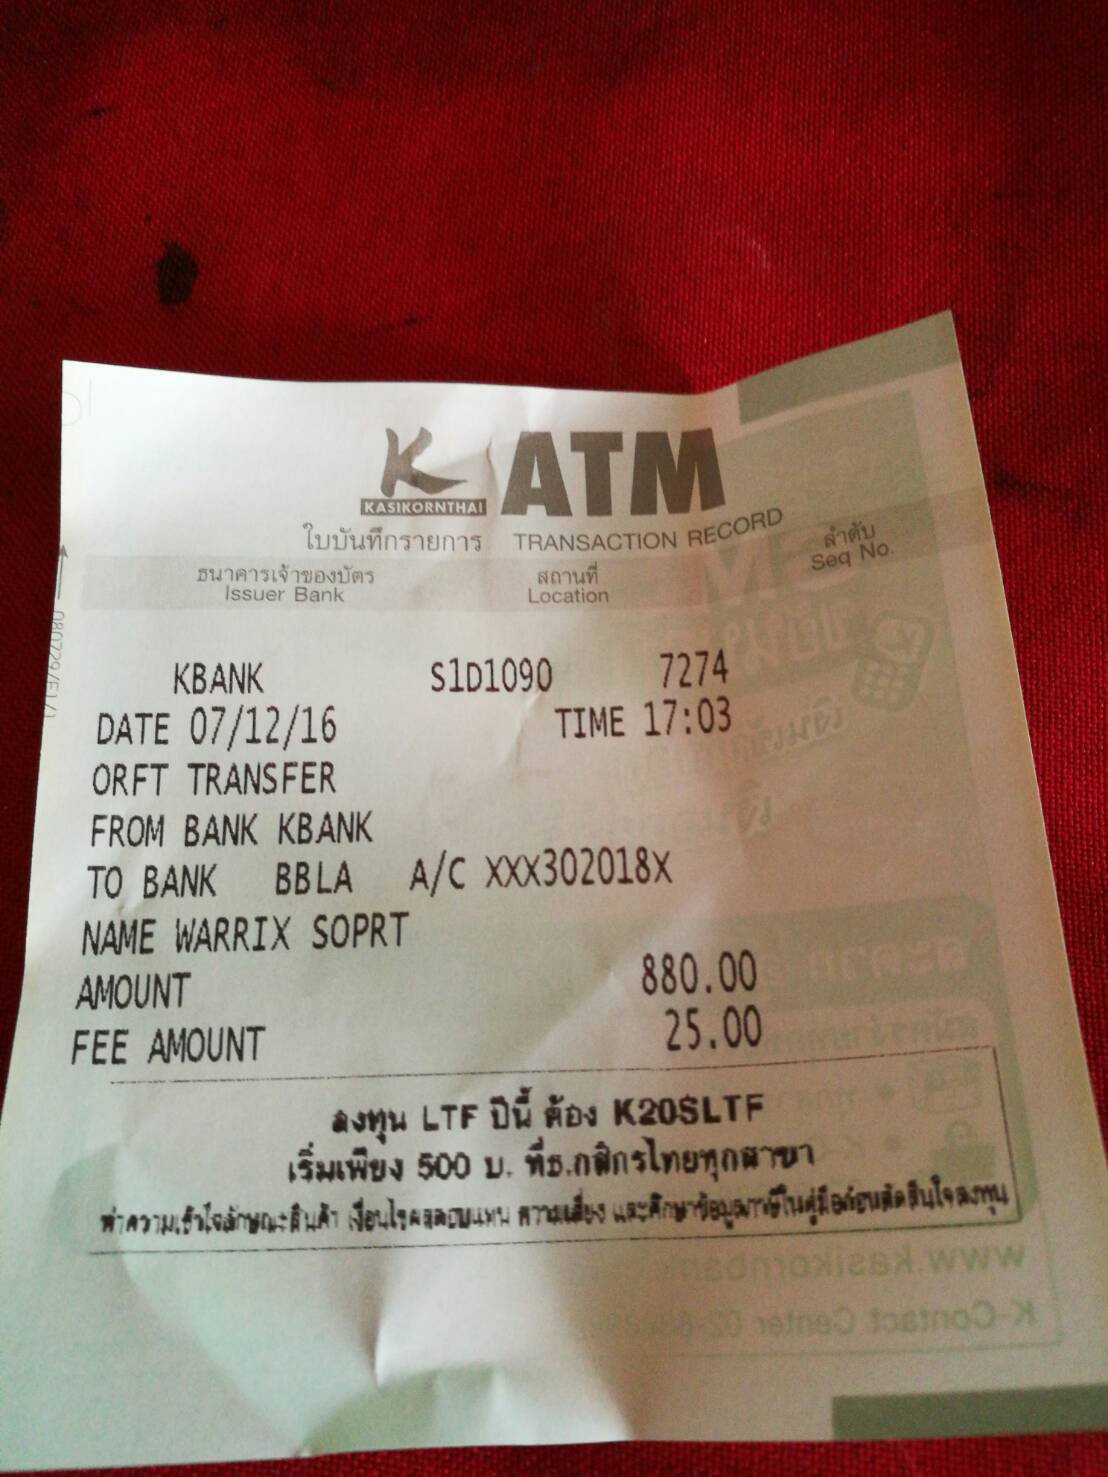 K ATM
KASIKORNTHAI
ใบบันทึกรายการ TRANSACTION RECORD
ธนาคารเจ้าของบัตร สถานที่ ลำดับ
Issuer Bank Location Seq No.
KBANK S1D1090 7274
DATE 07/12/16 TIME 17:03
ORFT TRANSFER
FROM BANK KBANK
TO BANK BBLA A/C XXX302018X
NAME WARRIX SOPRT
AMOUNT 880.00
FEE AMOUNT 25.00
ลงทุน LTF ปีนี้ ต้อง K20SLTF
เริ่มเพียง 500 บ. ที่ธ.กสิกรไทยทุกสาขา
ทำความเข้าใจลักษณะสินค้า เงื่อนไขผลตอบแทน ความเสี่ยง และศึกษาข้อมูลภาษีในคู่มือก่อนตัดสินใจลงทุน
www.kasikornbank
K-Contact Center 02-